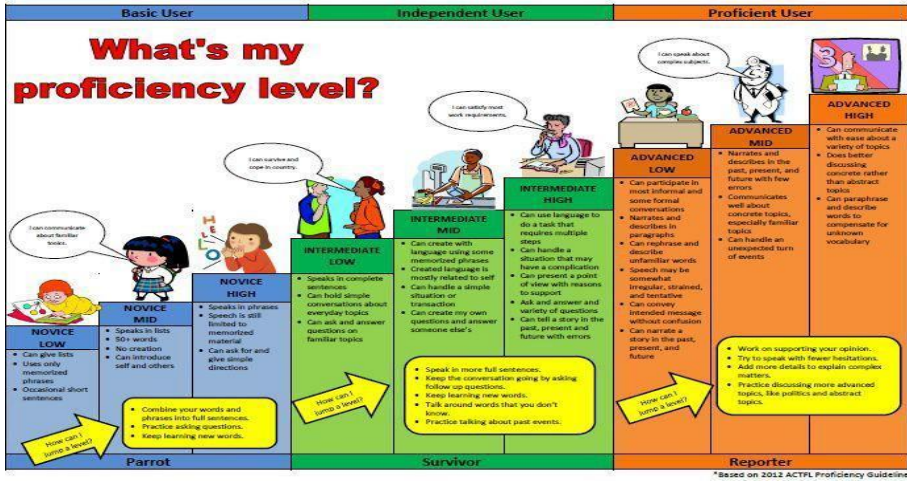 Basic User
Independent User
Proficient User
What's my
proficiency level?
I can communicate
about familiar
I can survive and
cope in country.
I can satisfy most
work requirements.
I can speak about
complex subjects.
HELLO
31
NOVICE
LOW
• Can give lists
• Uses only
memorized
phrases
• Occasional short
sentences
NOVICE
MID
• Speaks in lists
• 50+ words
• No creation
• Can introduce
self and others
NOVICE
HIGH
• Speaks in phrases
• Speech is still
limited to
memorized
material
• Can ask for and
give simple
directions
INTERMEDIATE
LOW
• Speaks in complete
sentences
• Can hold simple
conversations about
everyday topics
• Can ask and answer
questions on
familiar topics
INTERMEDIATE
MID
• Can create with
language using some
memorized phrases
• Created language is
mostly related to self
• Can handle a simple
situation or
transaction
• Can create my own
questions and answer
someone else's
INTERMEDIATE
HIGH
• Can use language to
do a task that
requires multiple
steps
• Can handle a
situation that may
have a complication
• Can present a point
of view with reasons
to support
• Ask and answer and
variety of questions
• Can tell a story in the
past, present and
future with errors
ADVANCED
LOW
• Can participate in
most informal and
some formal
conversations
• Narrates and
describes in
paragraphs
• Can rephrase and
describe
unfamiliar words
• Speech may be
somewhat
irregular, strained,
and tentative
• Can convey
intended message
without confusion
• Can narrate a
story in the past,
present, and
future
ADVANCED
MID
• Narrates and
describes in the
past, present, and
future with few
errors
• Communicates
well about
concrete topics,
especially familiar
topics
• Can handle an
unexpected turn
of events
ADVANCED
HIGH
• Can communicate
with ease about a
variety of topics
• Does better
discussing
concrete rather
than abstract
topics
• Can paraphrase
and describe
words to
compensate for
unknown
vocabulary
How can I
jump a level?
• Combine your words and
phrases into full sentences.
• Practice asking questions.
• Keep learning new words.
How can I
jump a level?
• Speak in more full sentences.
• Keep the conversation going by asking
follow up questions.
• Keep learning new words.
• Talk around words that you don't
know.
• Practice talking about past events.
How can I
jump a level?
• Work on supporting your opinion.
• Try to speak with fewer hesitations.
• Add more details to explain complex
matters.
• Practice discussing more advanced
topics, like politics and abstract
topics.
Parrot
Survivor
Reporter
*Based on 2012 ACTFL Proficiency Guideline